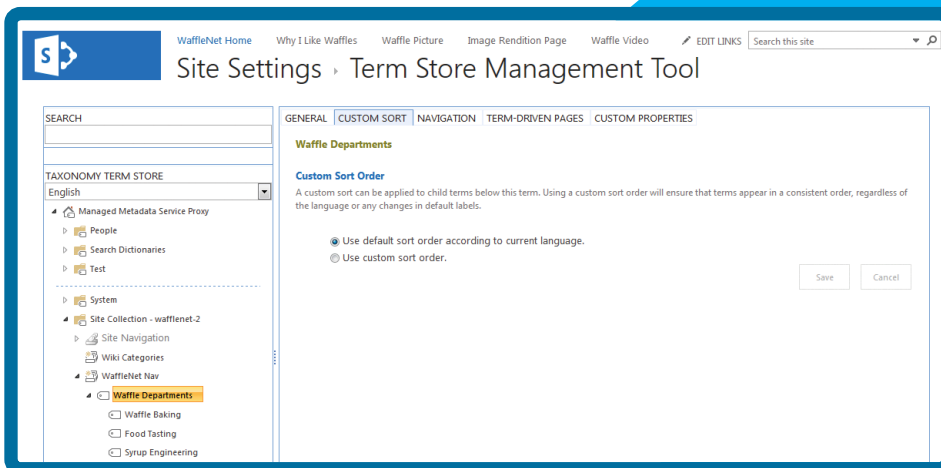 WaffleNet Home Why I Like Waffles Waffle Picture Image Rendition Page Waffle Video EDIT LINKS Search this site
S
Site Settings › Term Store Management Tool
SEARCH
TAXONOMY TERM STORE
English
Managed Metadata Service Proxy
People
Search Dictionaries
Test
System
Site Collection - wafflenet-2
Site Navigation
Wiki Categories
WaffleNet Nav
Waffle Departments
Waffle Baking
Food Tasting
Syrup Engineering
GENERAL CUSTOM SORT NAVIGATION TERM-DRIVEN PAGES CUSTOM PROPERTIES
Waffle Departments
Custom Sort Order
A custom sort can be applied to child terms below this term. Using a custom sort order will ensure that terms appear in a consistent order, regardless of
the language or any changes in default labels.
Use default sort order according to current language.
Use custom sort order.
Save Cancel